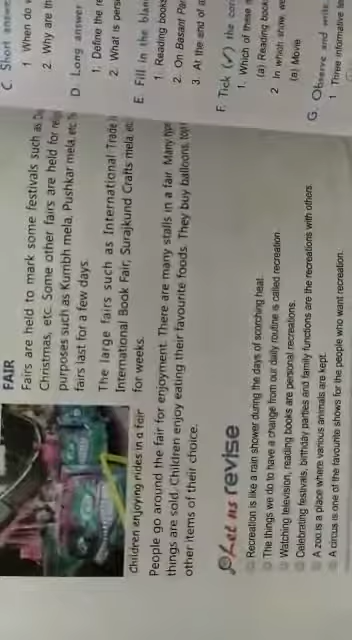 FAIR
Fairs are held to mark some festivals such as
Christmas, etc. Some other fairs are held for
purposes such as Kumbh mela, Pushkar mela, etc.
fairs last for a few days.
The large fairs such as International Trade
International Book Fair, Surajkund Crafts mela,
for weeks.
Children enjoying rides in a fair
People go around the fair for enjoyment. There are many stalls in a fair. Many
things are sold. Children enjoy eating their favourite foods. They buy balloons,
other items of their choice.
Let us revise
Recreation is like a rain shower during the days of scorching heat.
The things we do to have a change from our daily routine is called recreation.
Watching television, reading books are personal recreations.
Celebrating festivals, birthday parties and family functions are the recreations with others.
A zoo is a place where various animals are kept.
A circus is one of the favourite shows for the people who want recreation.
C. Short
1 When do
2. Why are
D. Long answer
1. Define the
2. What is
E. Fill in the
1. Reading books
2. On Basant
3. At the end of
F. Tick (✓) the
1. Which of these
(a) Reading
2 In which show,
(a) Movie
G. Observe and write.
1 Three informative